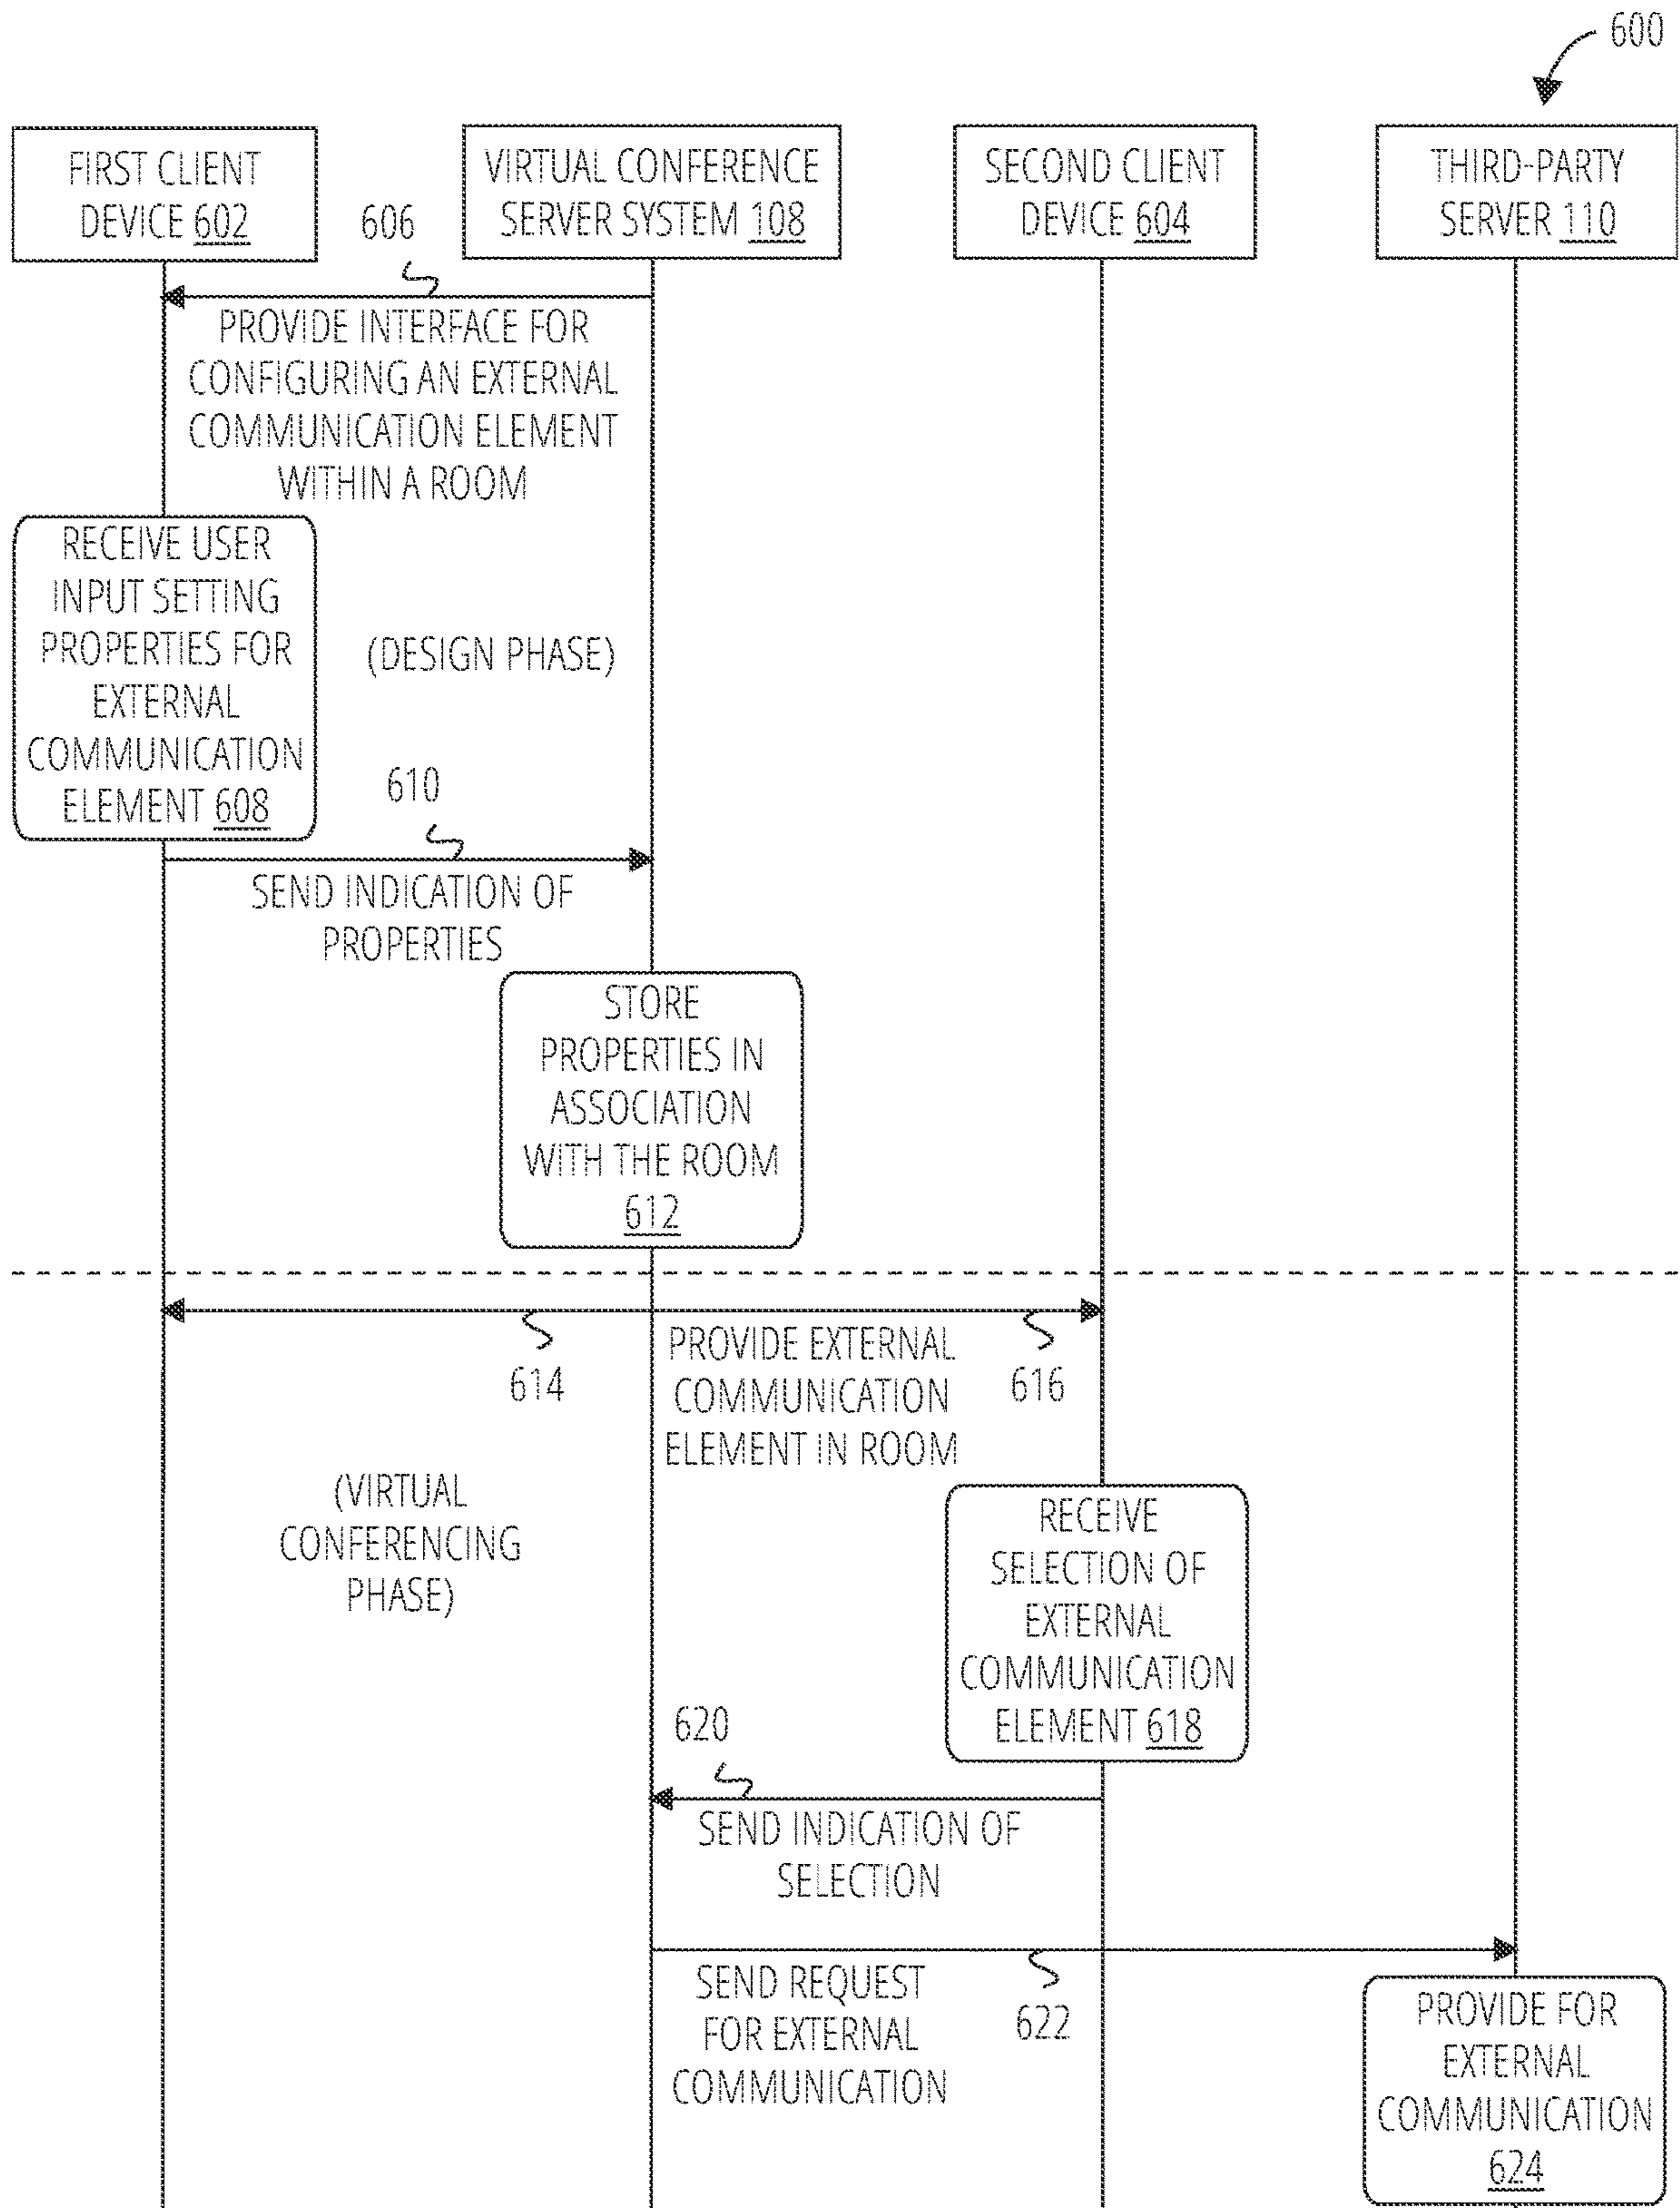 600
FIRST CLIENT
DEVICE 602
VIRTUAL CONFERENCE
SERVER SYSTEM 108
SECOND CLIENT
DEVICE 604
THIRD-PARTY
SERVER 110
606
PROVIDE INTERFACE FOR
CONFIGURING AN EXTERNAL
COMMUNICATION ELEMENT
WITHIN A ROOM
RECEIVE USER
INPUT SETTING
PROPERTIES FOR
EXTERNAL
COMMUNICATION
ELEMENT 608
(DESIGN PHASE)
610
SEND INDICATION OF
PROPERTIES
STORE
PROPERTIES IN
ASSOCIATION
WITH THE ROOM
612
614
PROVIDE EXTERNAL
COMMUNICATION
ELEMENT IN ROOM
616
(VIRTUAL
CONFERENCING
PHASE)
RECEIVE
SELECTION OF
EXTERNAL
COMMUNICATION
ELEMENT 618
620
SEND INDICATION OF
SELECTION
SEND REQUEST
FOR EXTERNAL
COMMUNICATION
622
PROVIDE FOR
EXTERNAL
COMMUNICATION
624